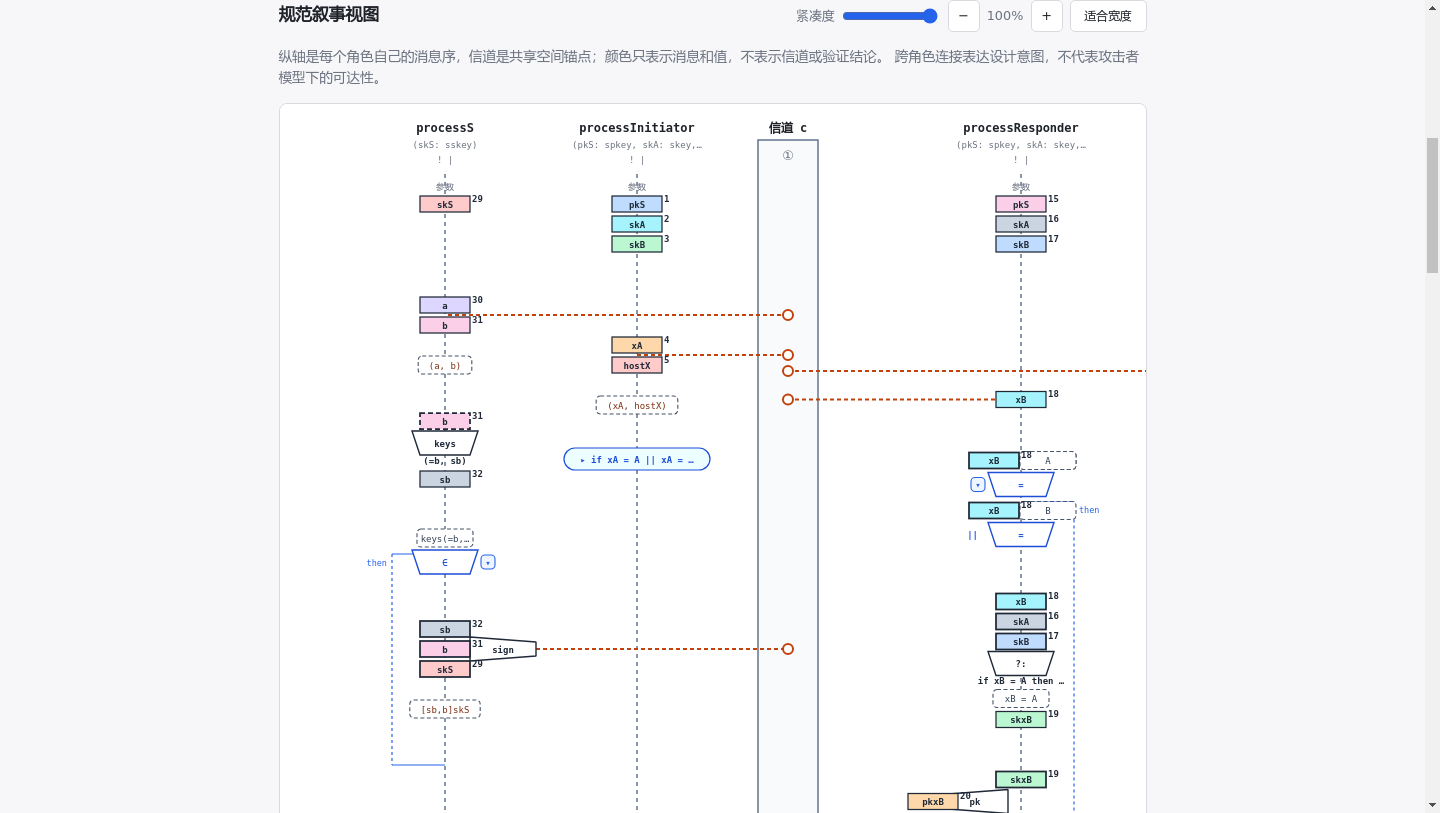 规范叙事视图
紧凑度
−
100%
+
适合宽度
纵轴是每个角色自己的消息序，信道是共享空间锚点；颜色只表示消息和值，不表示信道或验证结论。 跨角色连接表达设计意图，不代表攻击者
模型下的可达性。
processS
processInitiator
信道 c
processResponder
(skS: sskey)
(pkS: spkey, skA: skey,…
(pkS: spkey, skA: skey,…
! |
! |
①
! |
参数
参数
参数
skS 29
pkS 1
pkS 15
skA 2
skA 16
skB 3
skB 17
a 30
b 31
xA 4
hostX 5
(a, b)
xB 18
(xA, hostX)
b 31
keys
(=b, sb)
sb 32
▸ if xA = A || xA = …
xB 18 A
▾ =
xB 18 B then
|| =
keys(=b,…
then ∈ ▾
xB 18
skA 16
skB 17
?:
if xB = A then …
xB = A
skxB 19
sb 32
b 31 sign
skS 29
[sb,b]skS
skxB 19
pkxB 20 pk